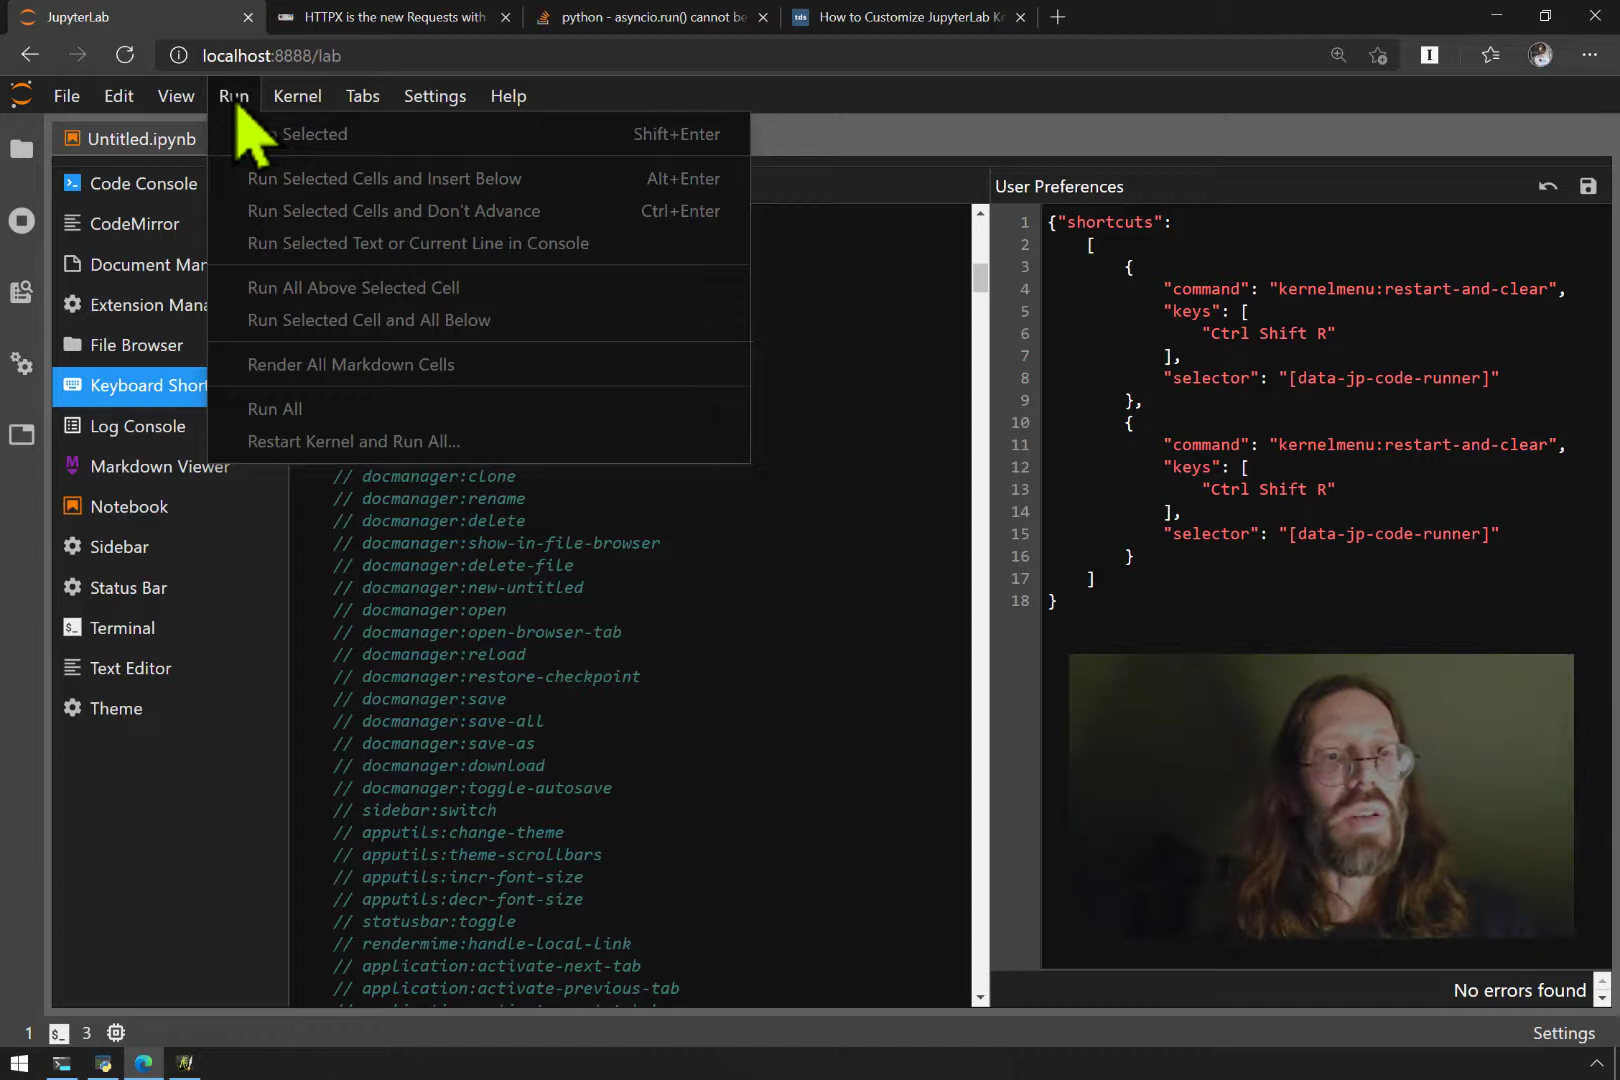 JupyterLab
HTTPX is the new Requests with
python - asyncio.run() cannot be
tds
How to Customize JupyterLab Ke
localhost:8888/lab
File
Edit
View
Run
Kernel
Tabs
Settings
Help
Untitled.ipynb
Selected
Shift+Enter
Run Selected Cells and Insert Below
Alt+Enter
Run Selected Cells and Don't Advance
Ctrl+Enter
Run Selected Text or Current Line in Console
Run All Above Selected Cell
Run Selected Cell and All Below
Render All Markdown Cells
Run All
Restart Kernel and Run All...
Code Console
CodeMirror
Document Mar
Extension Mana
File Browser
Keyboard Short
Log Console
Markdown Viewer
Notebook
Sidebar
Status Bar
Terminal
Text Editor
Theme
// docmanager:clone
// docmanager:rename
// docmanager:delete
// docmanager:show-in-file-browser
// docmanager:delete-file
// docmanager:new-untitled
// docmanager:open
// docmanager:open-browser-tab
// docmanager:reload
// docmanager:restore-checkpoint
// docmanager:save
// docmanager:save-all
// docmanager:save-as
// docmanager:download
// docmanager:toggle-autosave
// sidebar:switch
// apputils:change-theme
// apputils:theme-scrollbars
// apputils:incr-font-size
// apputils:decr-font-size
// statusbar:toggle
// rendermime:handle-local-link
// application:activate-next-tab
// application:activate-previous-tab
User Preferences
1 {"shortcuts":
2 [
3 {
4 "command": "kernelmenu:restart-and-clear",
5 "keys": [
6 "Ctrl Shift R"
7 ],
8 "selector": "[data-jp-code-runner]"
9 },
10 {
11 "command": "kernelmenu:restart-and-clear",
12 "keys": [
13 "Ctrl Shift R"
14 ],
15 "selector": "[data-jp-code-runner]"
16 }
17 ]
18 }
No errors found
1
$_
3
Settings